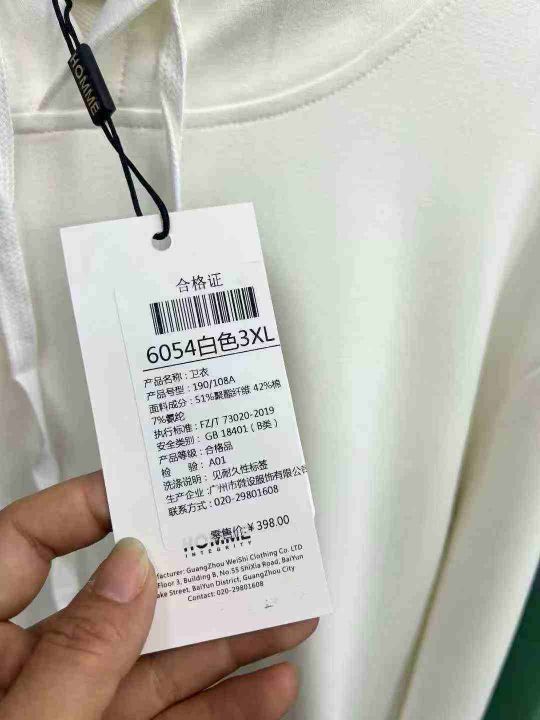 HOMME
合格证
6054白色3XL
产品名称:卫衣
产品号型:190/108A
面料成分:51%聚酯纤维 42%棉
7%氨纶
执行标准:FZ/T 73020-2019
安全类别: GB 18401(B类)
产品等级:合格品
检 验: A01
洗涤说明: 见耐久性标签
生产企业:广州市微设服饰有限公
联系方式:020-29801608
零售价:¥398.00
HOMME
INTEGRITY
facturer: GuangZhou WeiShi Clothing Co. LTD
Floor 3, Building B, No.55 ShiXia Road, BaiYun
ake Street, BaiYun District, GuangZhou City
Contact: 020-29801608